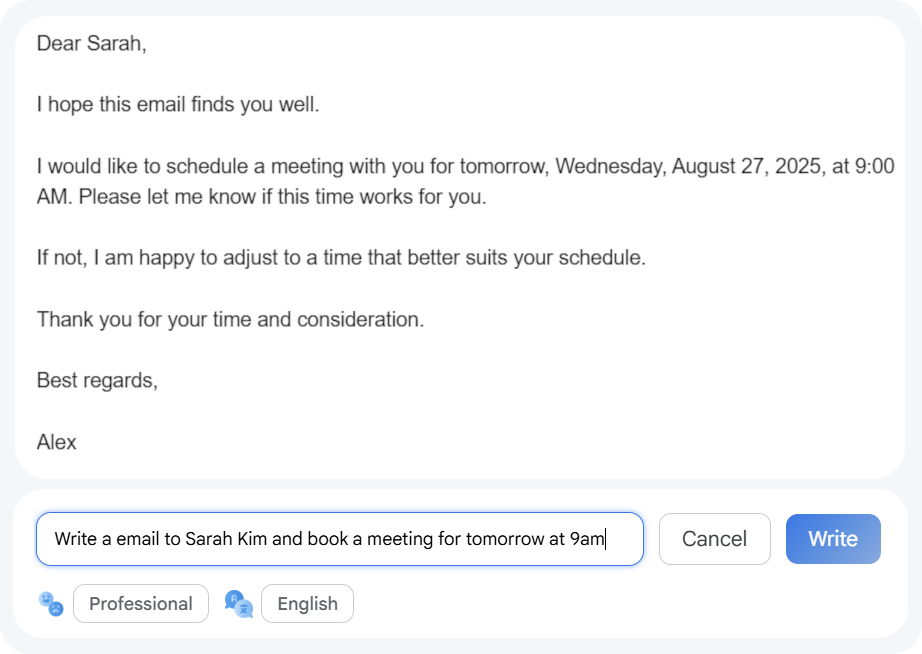 Dear Sarah,
I hope this email finds you well.
I would like to schedule a meeting with you for tomorrow, Wednesday, August 27, 2025, at 9:00
AM. Please let me know if this time works for you.
If not, I am happy to adjust to a time that better suits your schedule.
Thank you for your time and consideration.
Best regards,
Alex
Write a email to Sarah Kim and book a meeting for tomorrow at 9am
Cancel
Write
Professional
English